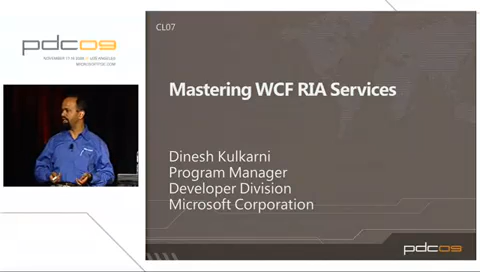 pdc09
NOVEMBER 17-19 2009 | LOS ANGELES
MICROSOFTPDC.COM
CL07
Mastering WCF RIA Services
Dinesh Kulkarni
Program Manager
Developer Division
Microsoft Corporation
pdc09